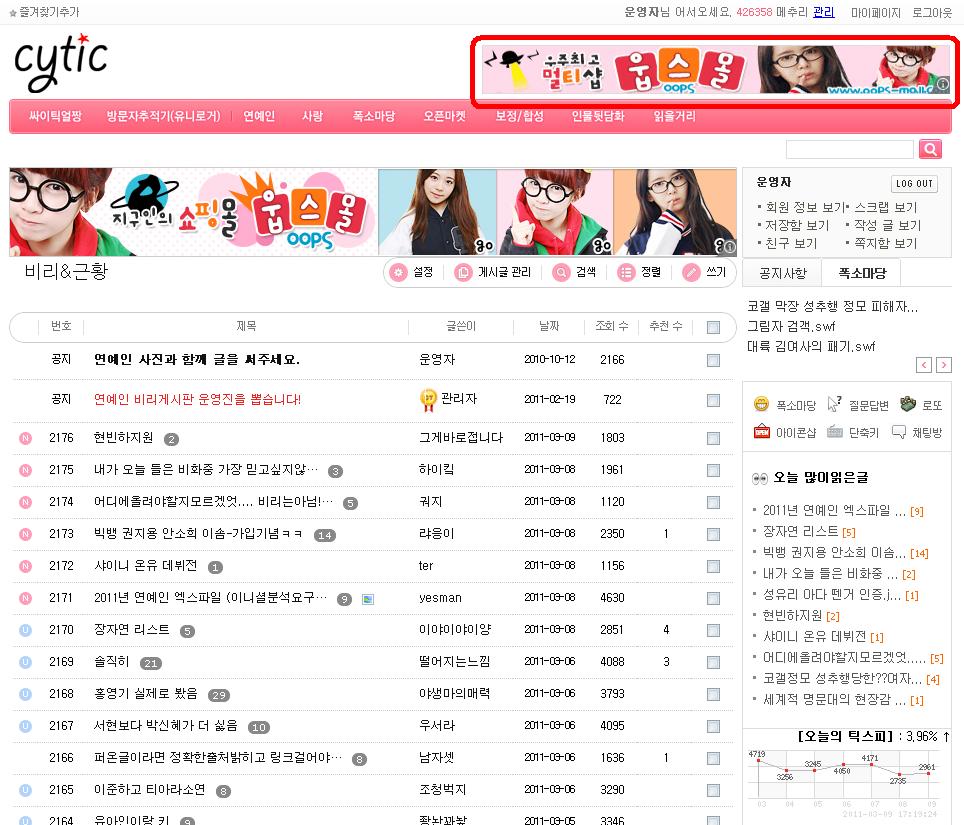 즐겨찾기추가
운영자님 어서오세요, 426358 메추리 관리 마이페이지 로그아웃
cytic
우주최고 멀티샵 웁스몰 OOPS www.oops-mall.c
싸이틱얼짱 방문자추적기(유니로거) 연예인 사랑 폭소마당 오픈마켓 보정/합성 인물뒷담화 읽을거리
지구인의 쇼핑몰 웁스몰 OOPS go go go
운영자 LOG OUT
회원 정보 보기 스크랩 보기
저장함 보기 작성 글 보기
친구 보기 쪽지함 보기
비리&근황
설정 게시글 관리 검색 정렬 쓰기
공지사항 폭소마당
코갤 막장 성추행 정모 피해자...
그림자 검객.swf
대륙 김여사의 패기.swf
번호 제목 글쓴이 날짜 조회 수 추천 수
공지 연예인 사진과 함께 글을 써주세요. 운영자 2010-10-12 2166
공지 연예인 비리게시판 운영진을 뽑습니다! 관리자 2011-02-19 722
N 2176 현빈하지원 2 그게바로접니다 2011-03-09 1803
N 2175 내가 오늘 들은 비화중 가장 믿고싶지않… 3 하이킼 2011-03-08 1961
N 2174 어디에올려야할지모르겠엇.... 비리는아님!… 5 궈지 2011-03-08 1120
N 2173 빅뱅 권지용 안소희 이솜-가입기념ㅋㅋ 14 랴응이 2011-03-08 2350 1
N 2172 샤이니 온유 데뷔전 1 ter 2011-03-08 1156
N 2171 2011년 연예인 엑스파일 (이니셜분석요구… 9 yesman 2011-03-08 4630
U 2170 장자연 리스트 5 이야이야이양 2011-03-08 2851 4
U 2169 솔직히 21 떨어지는느낌 2011-03-06 4088 3
U 2168 홍영기 실제로 봤음 29 야생마의매력 2011-03-06 3793
U 2167 서현보다 박신혜가 더 싫음 10 우서라 2011-03-06 4095
2166 퍼온글이라면 정확한출처밝히고 링크걸어야… 8 남자셋 2011-03-06 1636 1
U 2165 이준하고 티아라소연 8 조청벅지 2011-03-06 3290
U 2164 유아인이랑 키 9 2011-03-05 3346
폭소마당 질문답변 로또
아이콘샵 단축키 채팅방
오늘 많이읽은글
2011년 연예인 엑스파일 ... [9]
장자연 리스트 [5]
빅뱅 권지용 안소희 이솜... [14]
내가 오늘 들은 비화중 ... [2]
성유리 아다 뗀거 인증.j... [1]
현빈하지원 [2]
샤이니 온유 데뷔전 [1]
어디에올려야할지모르겠엇..... [5]
코갤정모 성추행당한??여자... [4]
세계적 명문대의 현장감 . [1]
[오늘의 틱스피] : 3,96% ↑
4719 3256 3245 4050 4171 2735 2961
03 04 05 06 07 08 09
2011-03-09 17:19:24